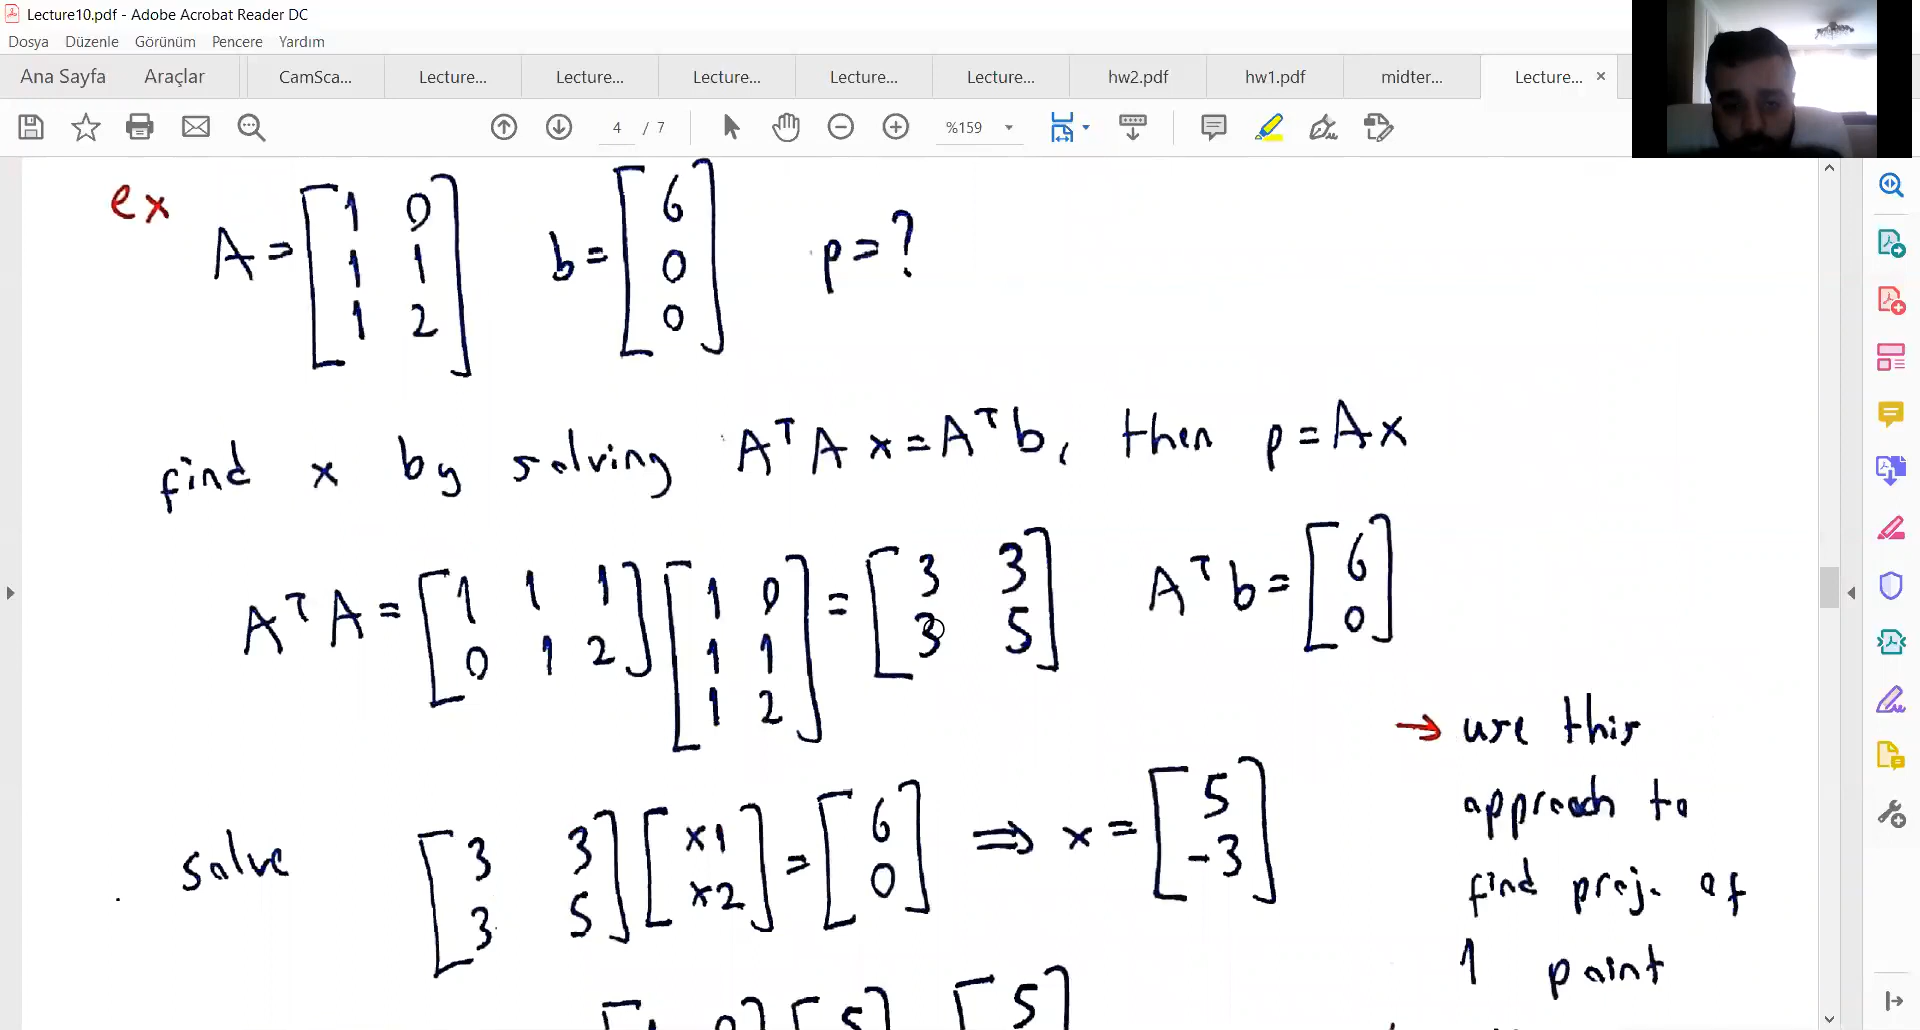 Lecture10.pdf - Adobe Acrobat Reader DC
Dosya Düzenle Görünüm Pencere Yardım
Ana Sayfa Araçlar CamSca... Lecture... Lecture... Lecture... Lecture... Lecture... hw2.pdf hw1.pdf midter... Lecture... ×
4 / 7 %159
ex A = [1 0; 1 1; 1 2] b = [6; 0; 0] p = ?
find x by solving AᵀA x = Aᵀb, then p = Ax
AᵀA = [1 1 1; 0 1 2] [1 0; 1 1; 1 2] = [3 3; 3 5] Aᵀb = [6; 0]
→ use this
approach to
find proj. of
1 point
solve [3 3; 3 5] [x1; x2] = [6; 0] ⇒ x = [5; -3]